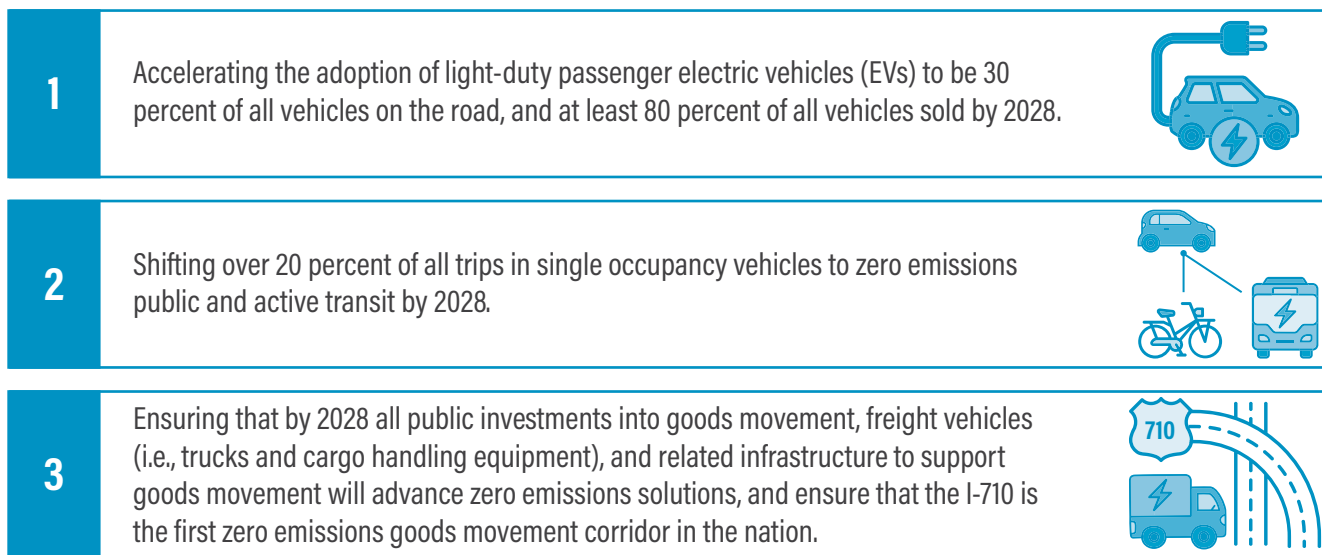 1
Accelerating the adoption of light-duty passenger electric vehicles (EVs) to be 30
percent of all vehicles on the road, and at least 80 percent of all vehicles sold by 2028.
2
Shifting over 20 percent of all trips in single occupancy vehicles to zero emissions
public and active transit by 2028.
3
Ensuring that by 2028 all public investments into goods movement, freight vehicles
(i.e., trucks and cargo handling equipment), and related infrastructure to support
goods movement will advance zero emissions solutions, and ensure that the I-710 is
the first zero emissions goods movement corridor in the nation.
710